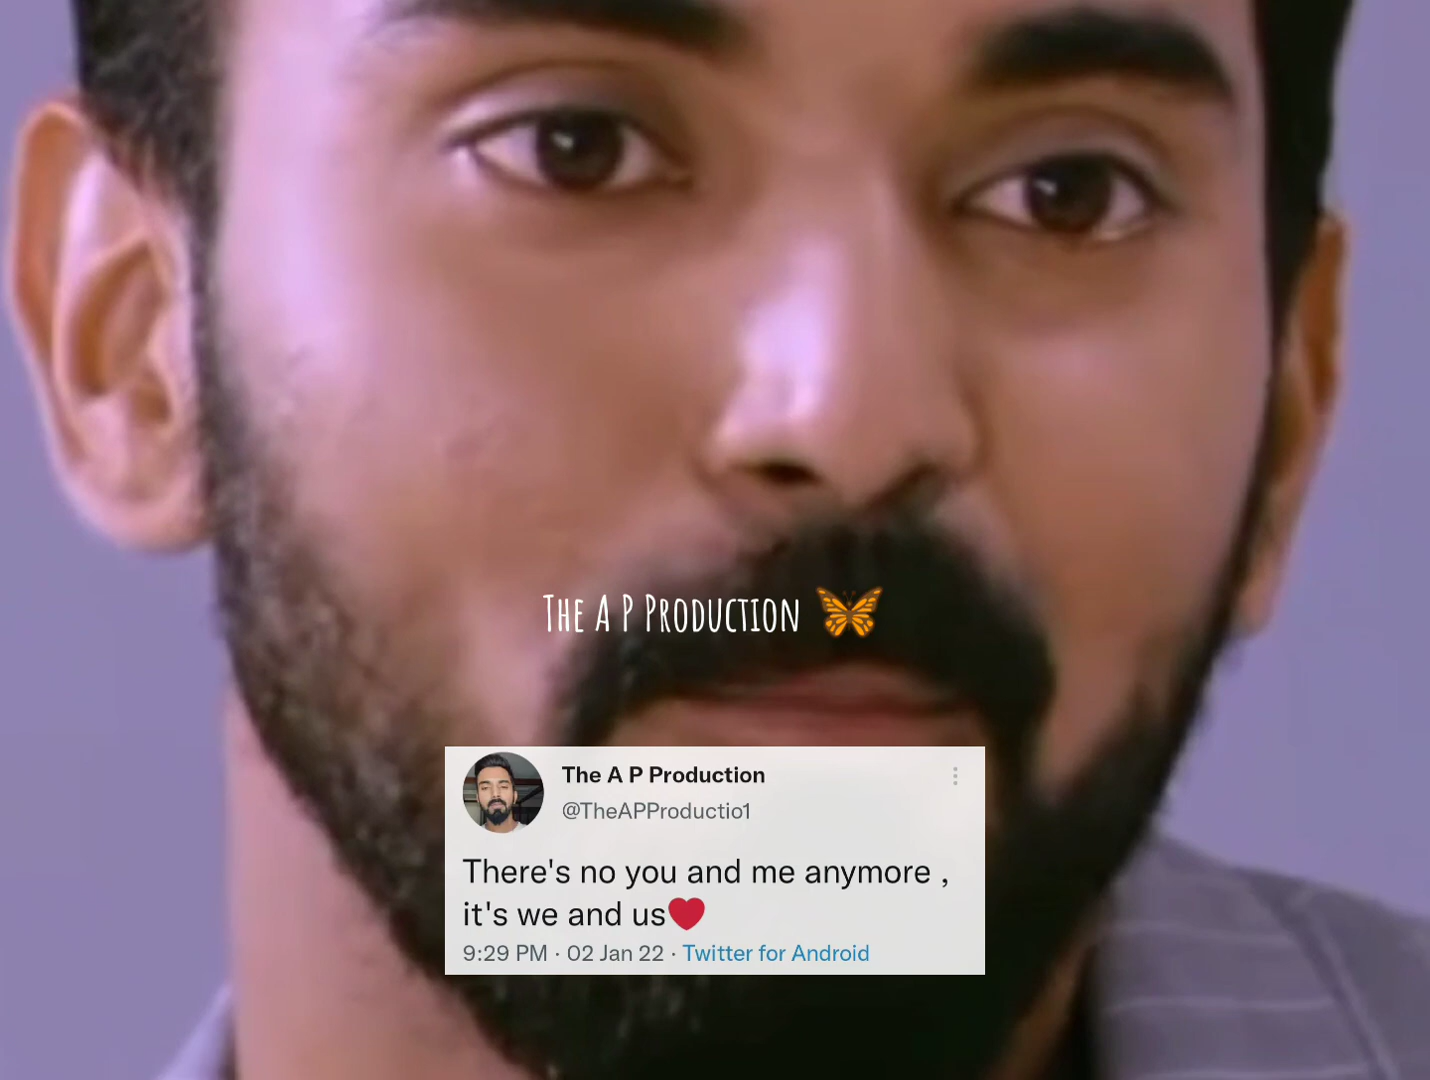 The A P Production 🦋
The A P Production
@TheAPProductio1
There's no you and me anymore ,
it's we and us❤
9:29 PM · 02 Jan 22 · Twitter for Android